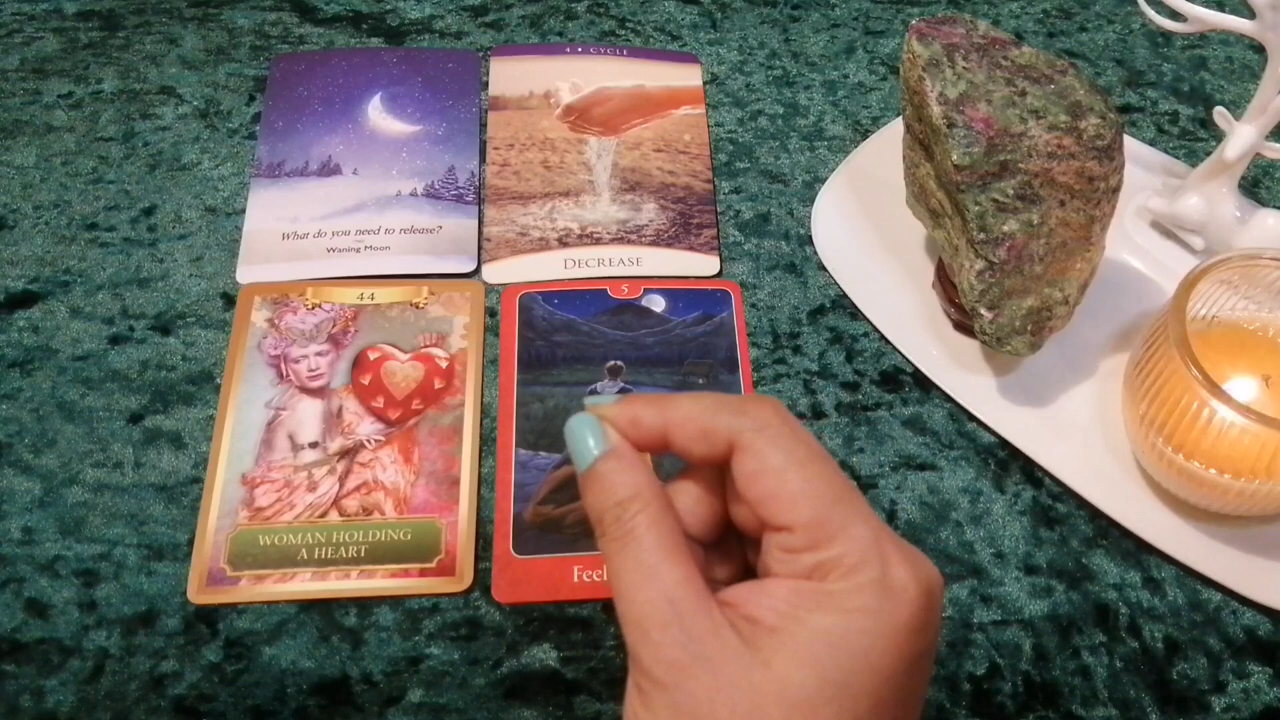 What do you need to release?
Waning Moon
4 • CYCLE
DECREASE
44
WOMAN HOLDING
A HEART
5